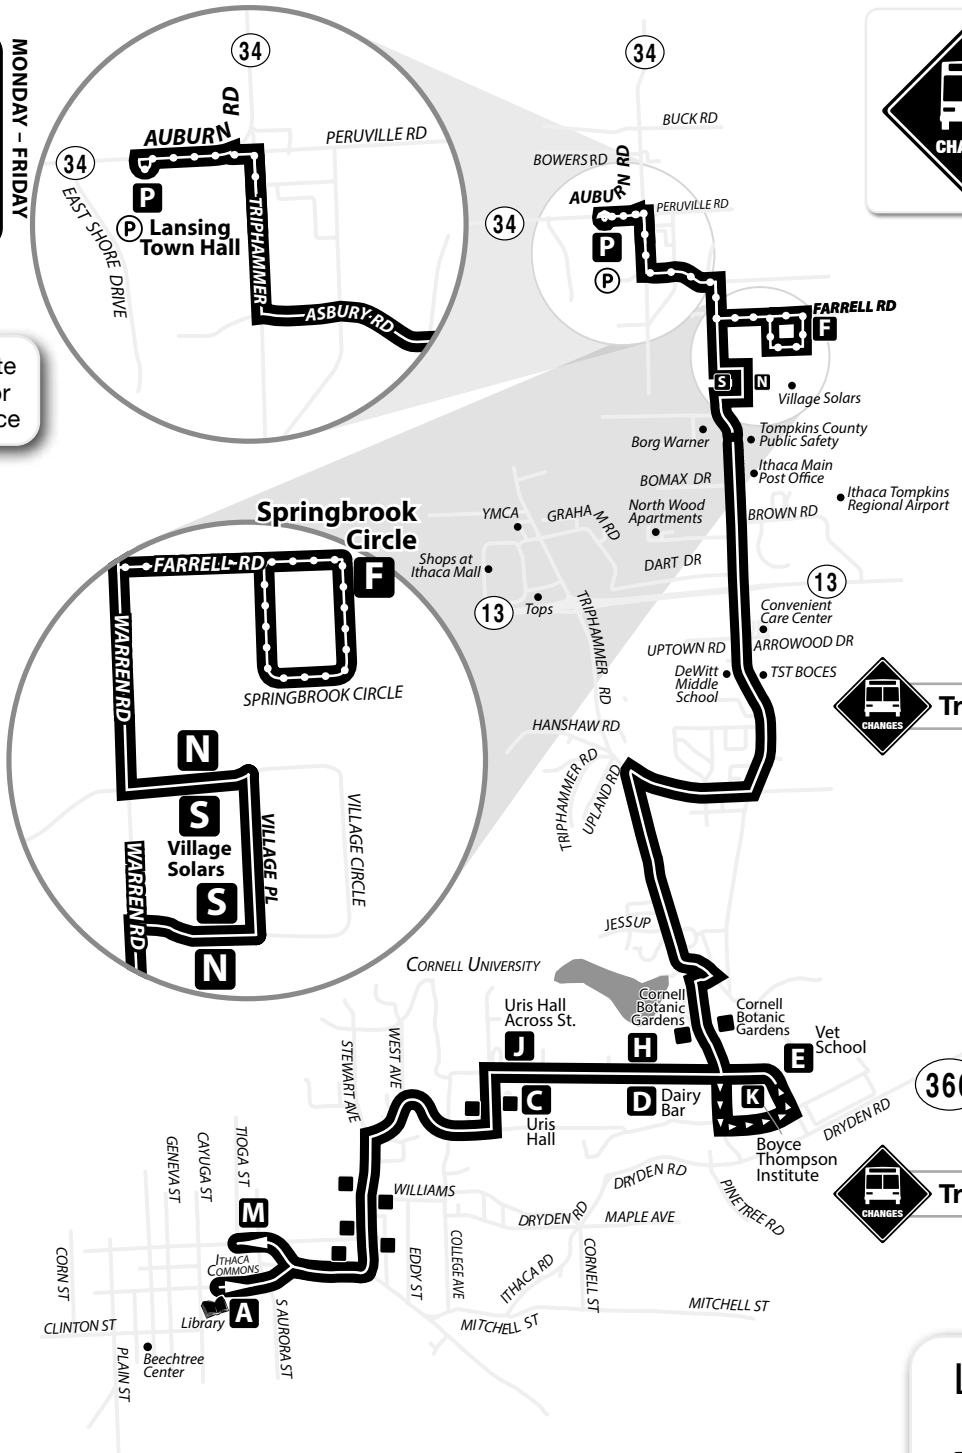 MONDAY – FRIDAY
34
AUBURN RD
PERUVILLE RD
34
P
P
Lansing
Town Hall
EAST SHORE DRIVE
TRIPHAMMER
ASBURY RD
34
BUCK RD
BOWERS RD
PERUVILLE RD
34
P
P
FARRELL RD
F
S
N
Village Solars
Borg Warner
Tompkins County
Public Safety
BOMAX DR
Ithaca Main
Post Office
Ithaca Tompkins
Regional Airport
YMCA
GRAHAM RD
North Wood
Apartments
BROWN RD
Shops at
Ithaca Mall
DART DR
13
Tops
13
TRIPHAMMER RD
Convenient
Care Center
UPTOWN RD
ARROWOOD DR
DeWitt
Middle
School
TST BOCES
HANSHAW RD
TRIPHAMMER RD
UPLAND RD
CHANGES
Springbrook
Circle
F
FARRELL RD
WARREN RD
SPRINGBROOK CIRCLE
N
S
Village
Solars
S
N
VILLAGE PL
VILLAGE CIRCLE
WARREN RD
JESSUP
CORNELL UNIVERSITY
Cornell
Botanic
Gardens
Cornell
Botanic
Gardens
Uris Hall
Across St.
J
H
E
Vet
School
C
Uris
Hall
D
Dairy
Bar
K
Boyce
Thompson
Institute
DRYDEN RD
CHANGES
STEWART AVE
WEST AVE
TIOGA ST
CAYUGA ST
GENEVA ST
WILLIAMS
DRYDEN RD
DRYDEN RD
MAPLE AVE
PINE TREE RD
M
ITHACA
COMMONS
A
Library
CORN ST
CLINTON ST
PLAIN ST
Beechtree
Center
S AURORA ST
EDDY ST
COLLEGE AVE
ITHACA RD
CORNELL ST
MITCHELL ST
MITCHELL ST